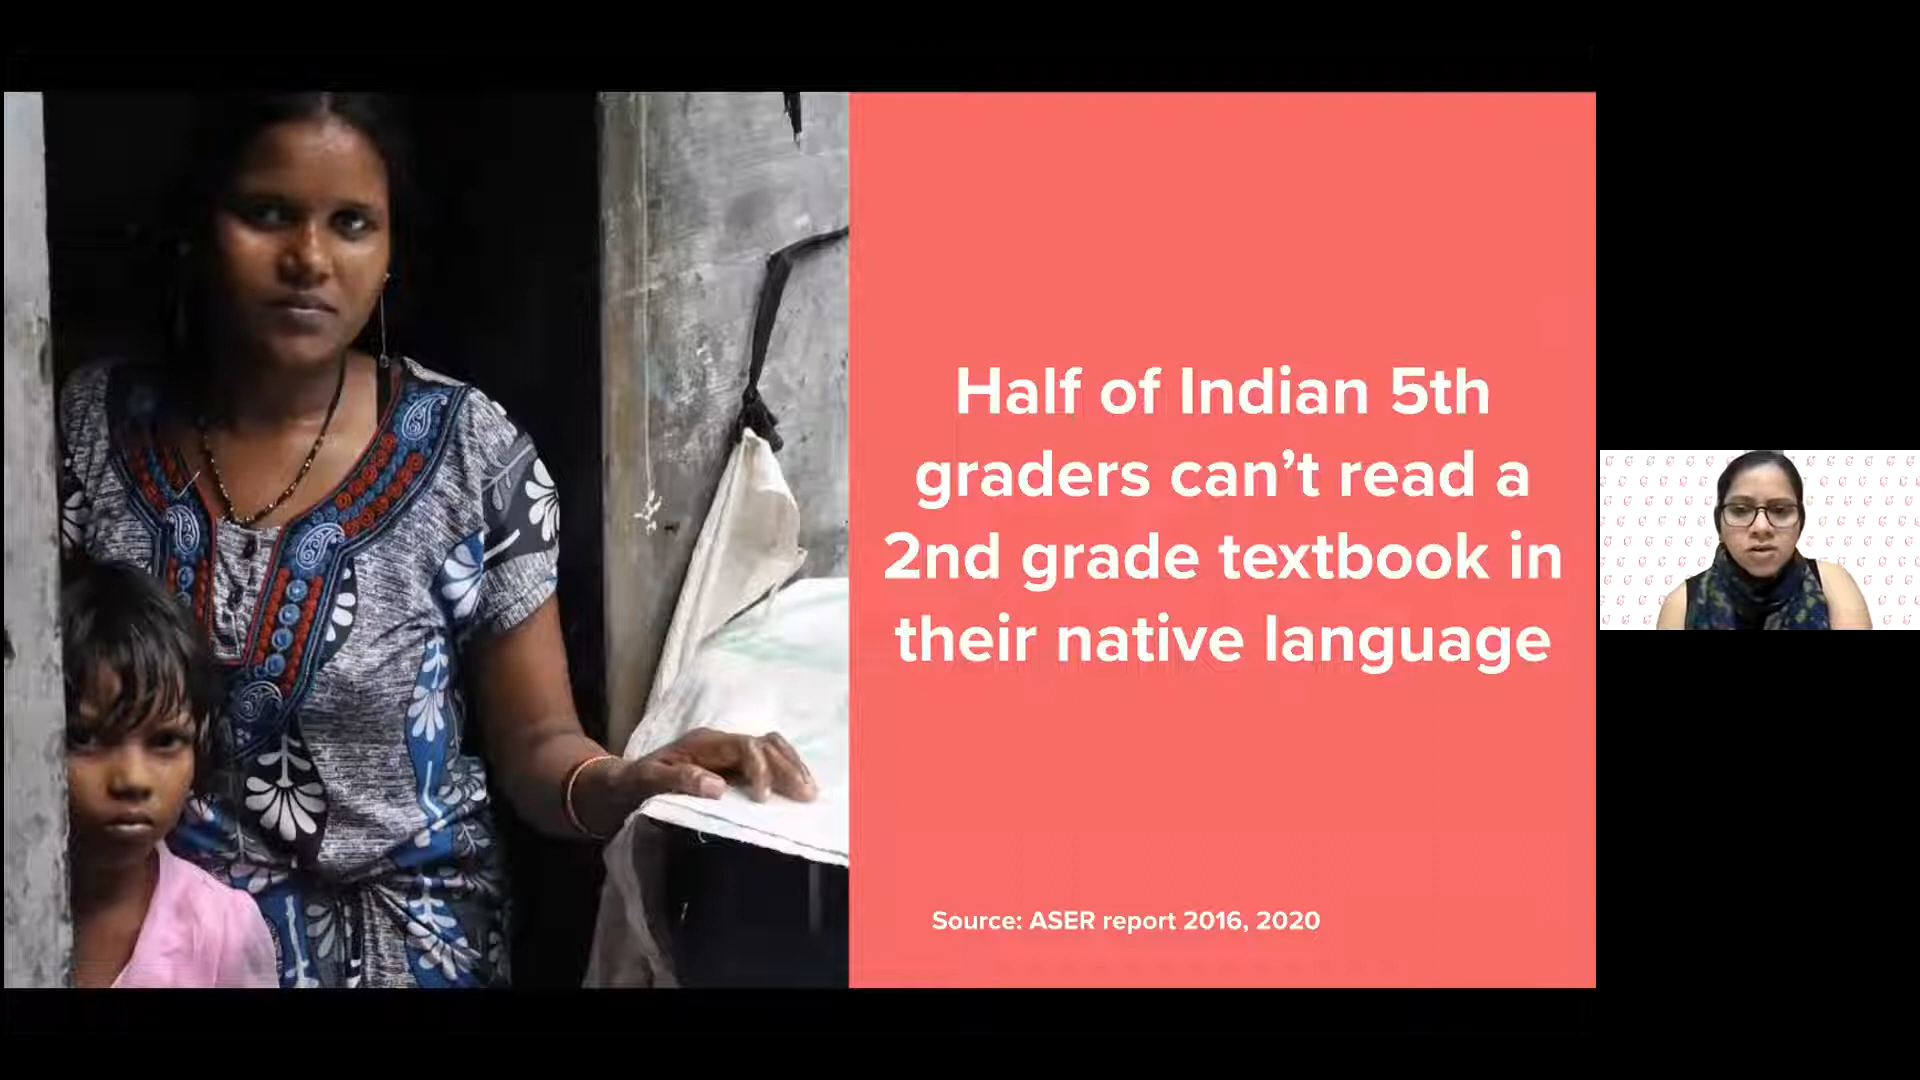 Half of Indian 5th
graders can’t read a
2nd grade textbook in
their native language
Source: ASER report 2016, 2020